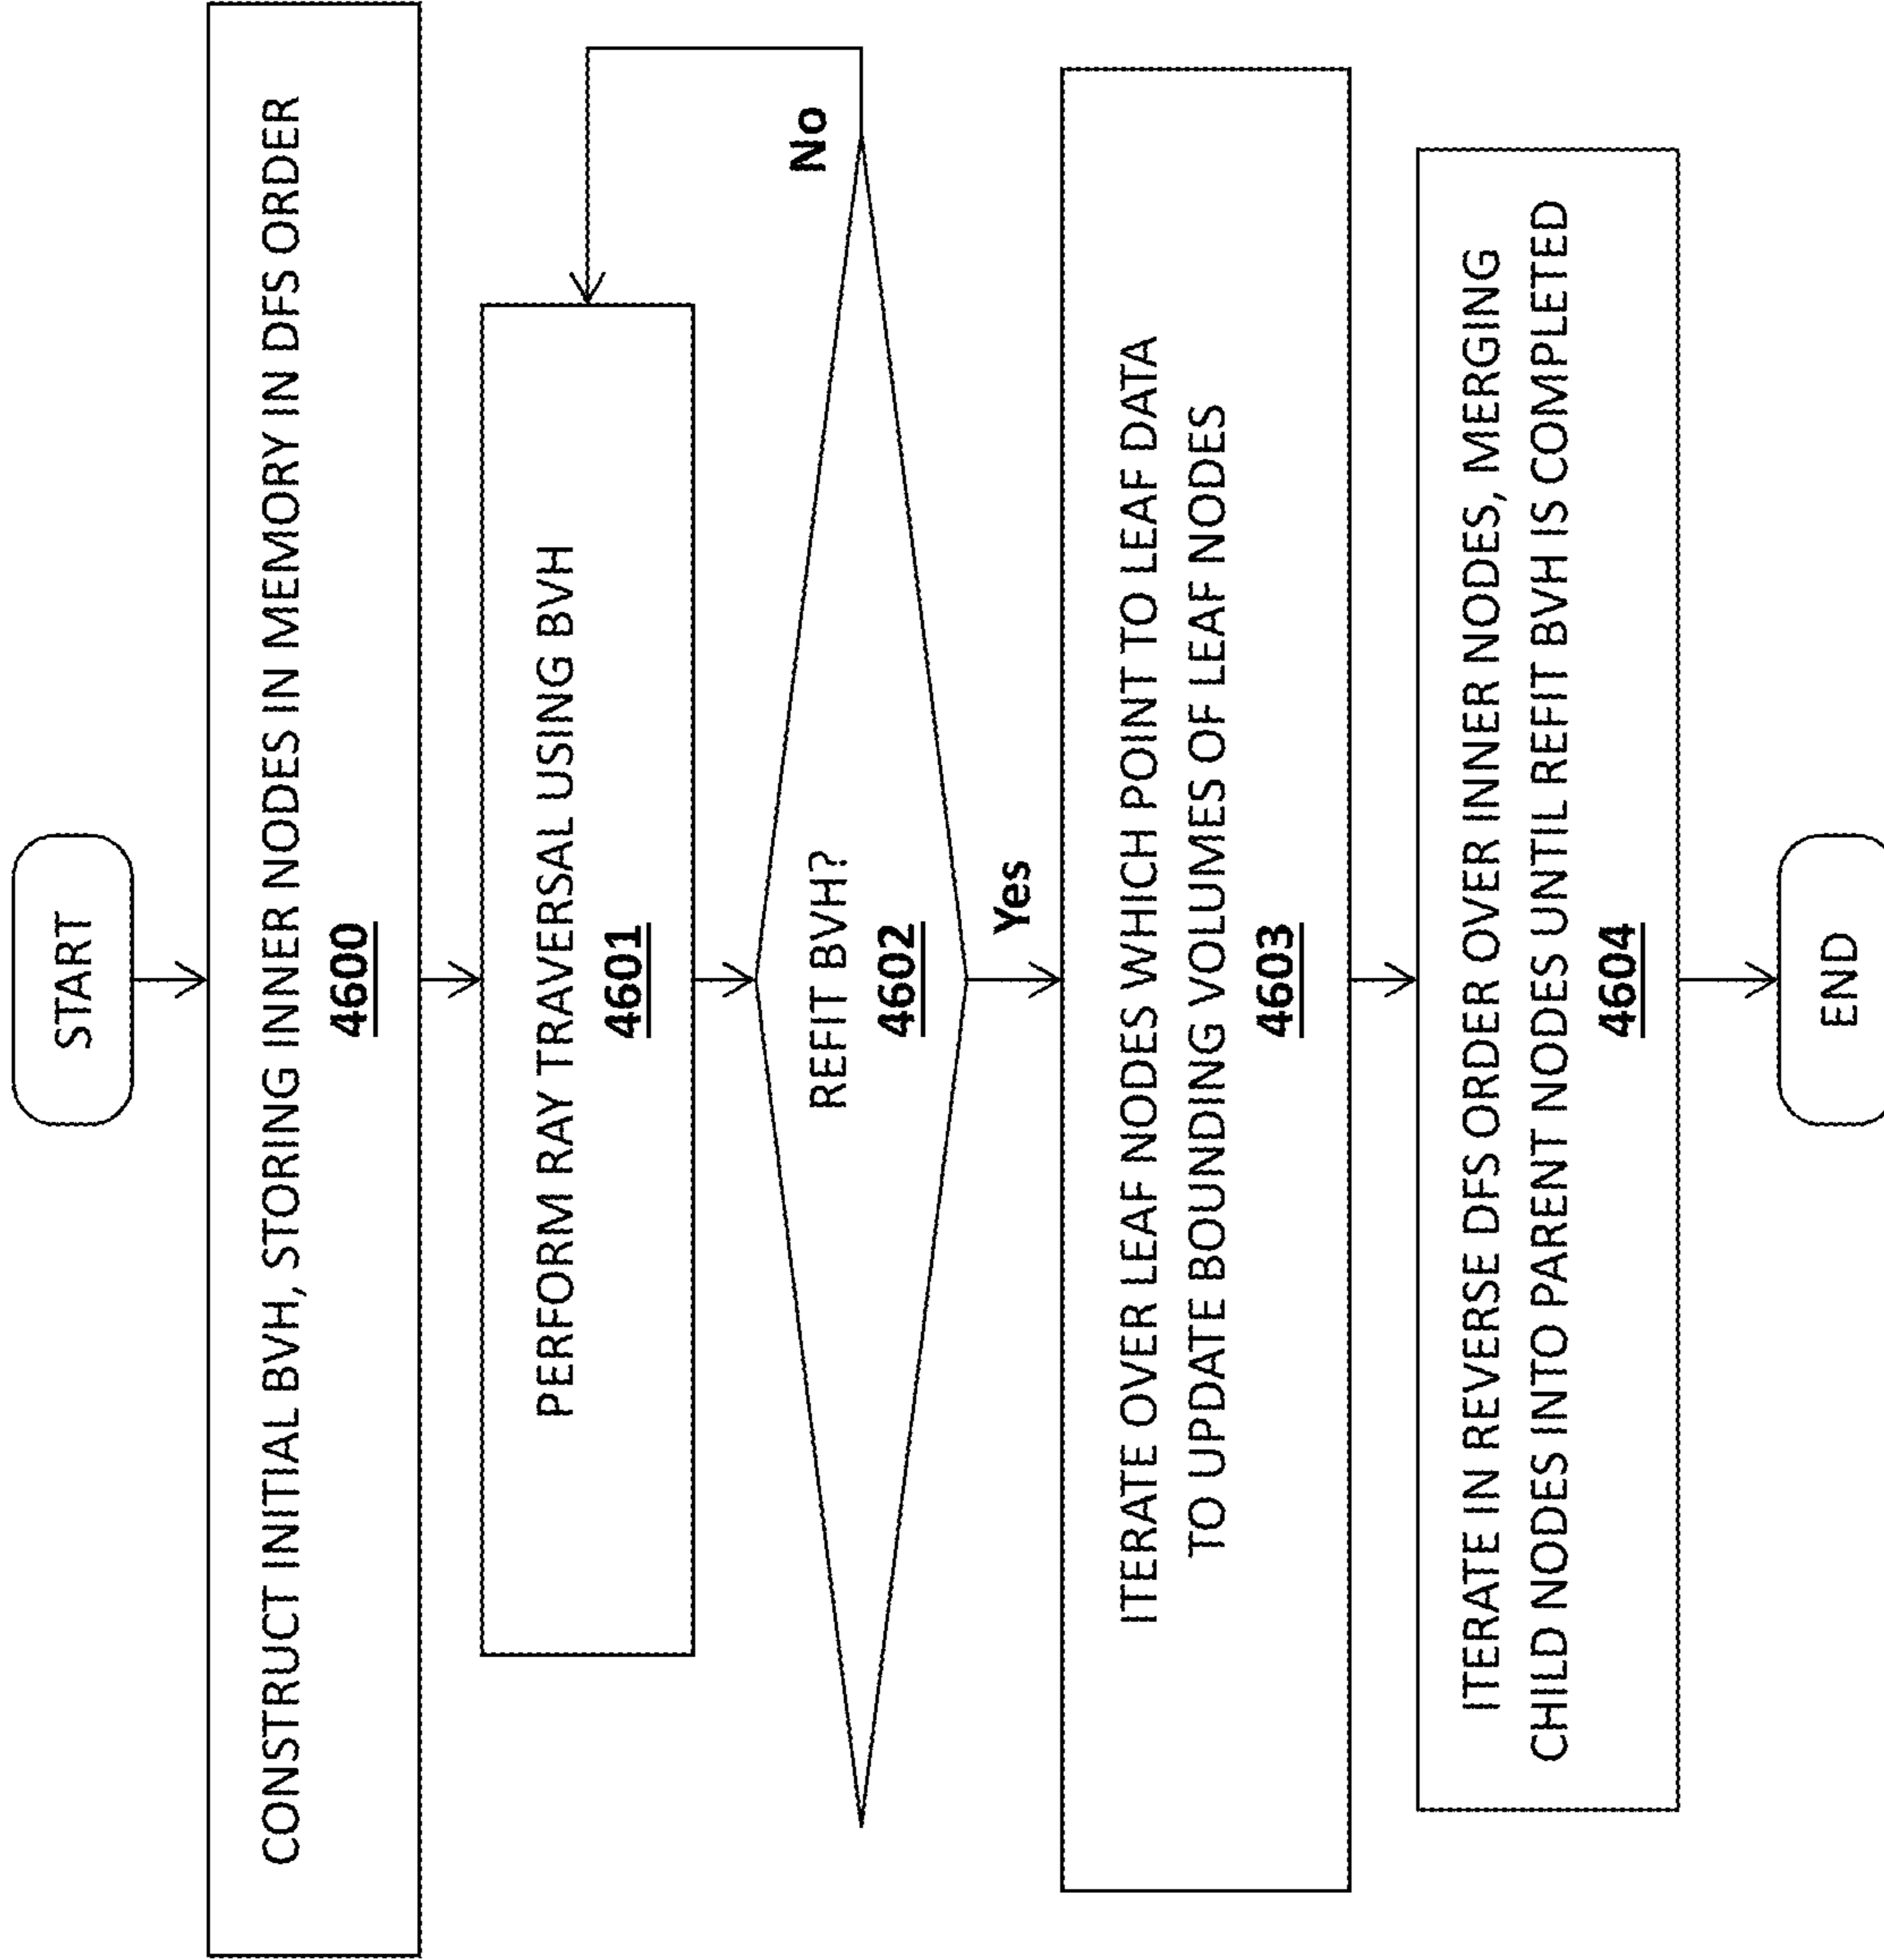 START
CONSTRUCT INITIAL BVH, STORING INNER NODES IN MEMORY IN DFS ORDER
4600
PERFORM RAY TRAVERSAL USING BVH
4601
REFIT BVH?
4602
No
Yes
ITERATE OVER LEAF NODES WHICH POINT TO LEAF DATA
TO UPDATE BOUNDING VOLUMES OF LEAF NODES
4603
ITERATE IN REVERSE DFS ORDER OVER INNER NODES, MERGING
CHILD NODES INTO PARENT NODES UNTIL REFIT BVH IS COMPLETED
4604
END